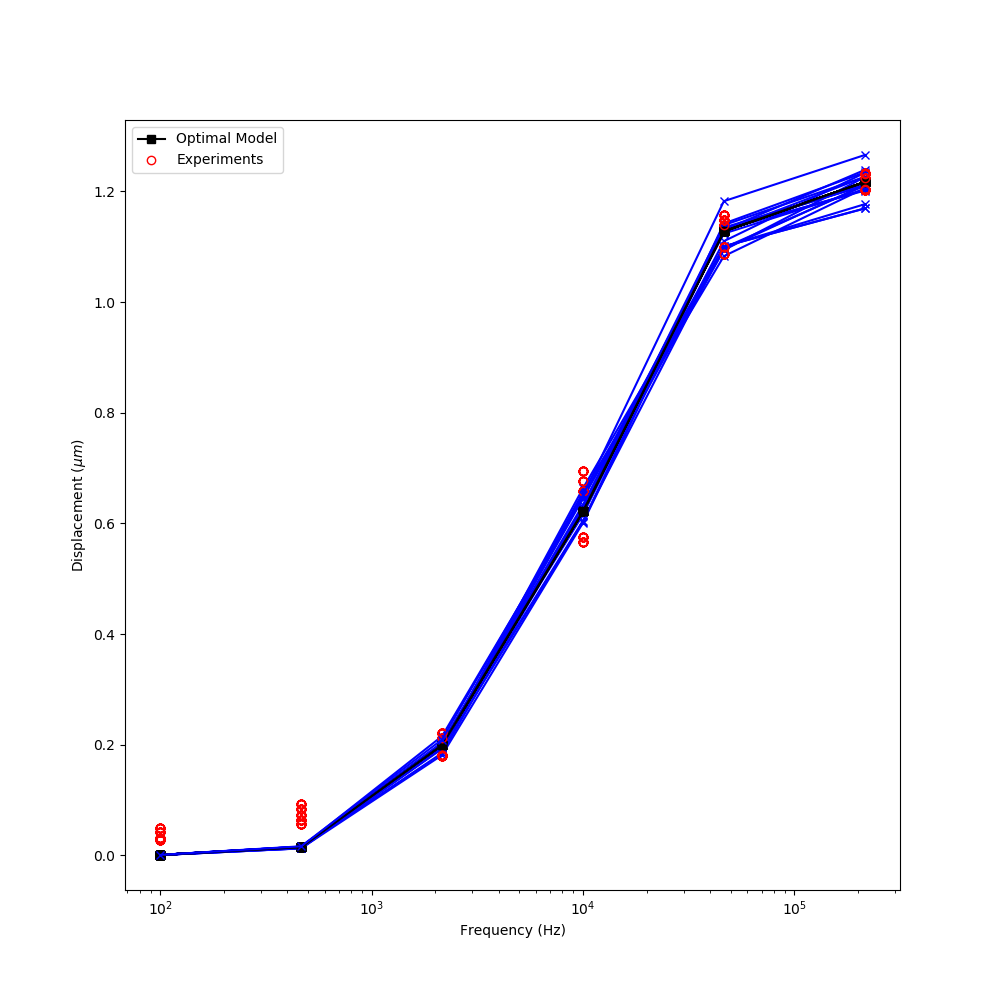 Optimal Model
Experiments
1.2
1.0
0.8
0.6
0.4
0.2
0.0
Displacement (μm)
10² 10³ 10⁴ 10⁵
Frequency (Hz)